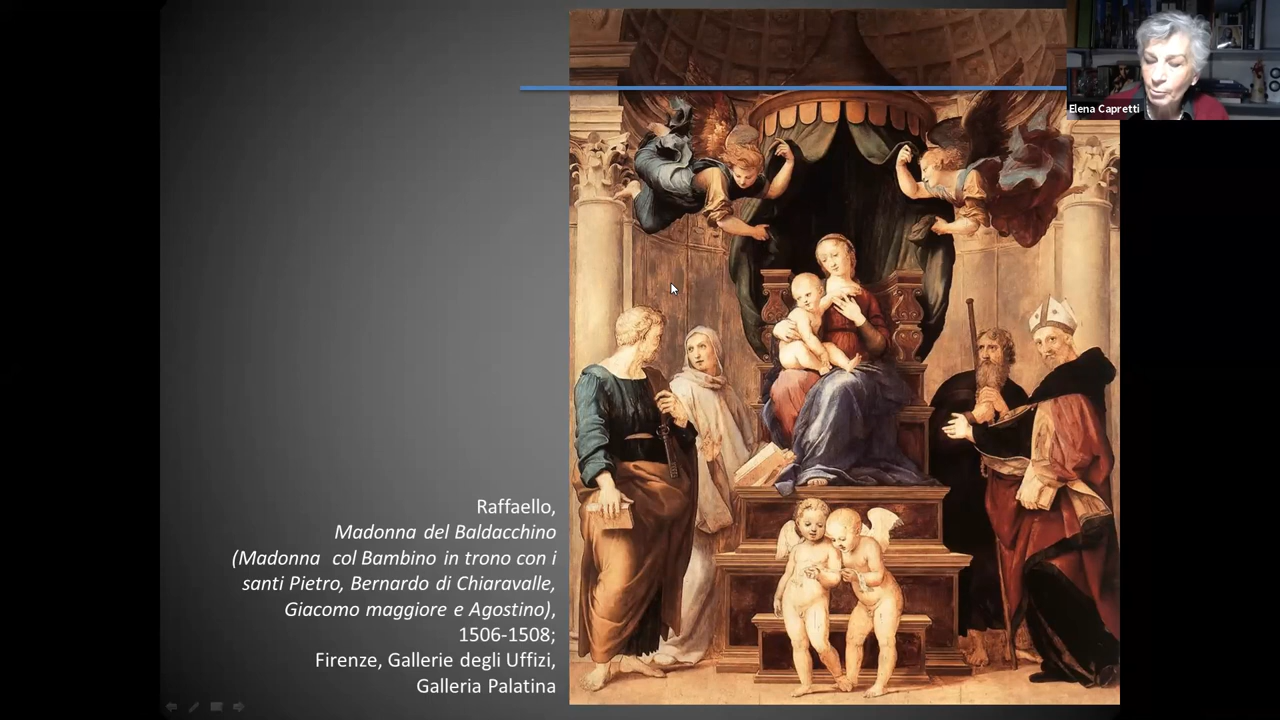 Elena Capretti
Raffaello,
Madonna del Baldacchino
(Madonna col Bambino in trono con i
santi Pietro, Bernardo di Chiaravalle,
Giacomo maggiore e Agostino),
1506-1508;
Firenze, Gallerie degli Uffizi,
Galleria Palatina